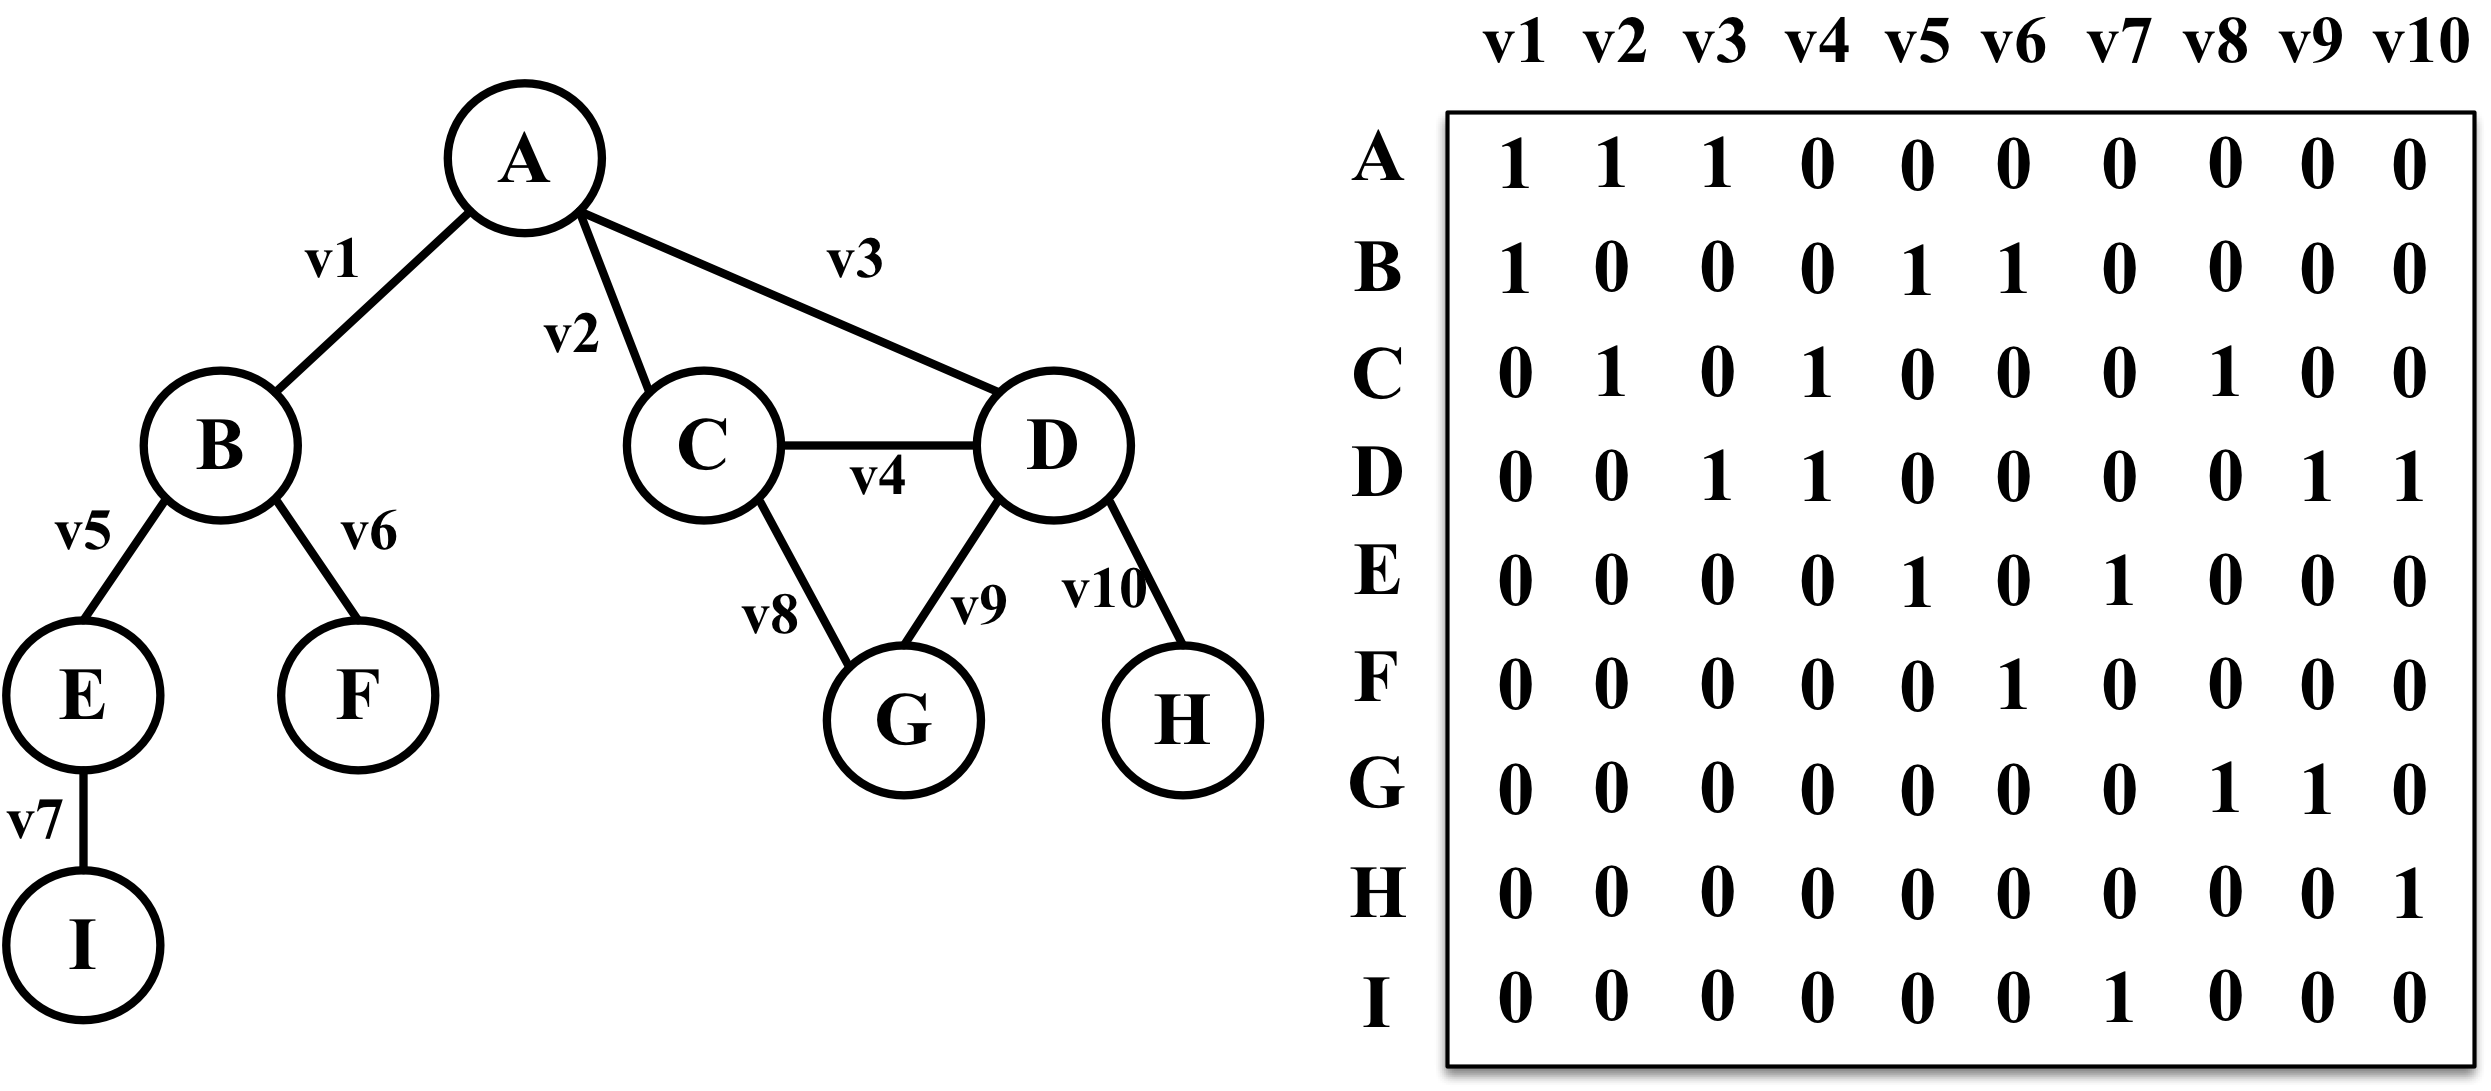 A
v1
v3
v2
B
C
D
v4
v5
v6
v8
v9
v10
E
F
G
H
v7
I
v1 v2 v3 v4 v5 v6 v7 v8 v9 v10
A 1 1 1 0 0 0 0 0 0 0
B 1 0 0 0 1 1 0 0 0 0
C 0 1 0 1 0 0 0 1 0 0
D 0 0 1 1 0 0 0 0 1 1
E 0 0 0 0 1 0 1 0 0 0
F 0 0 0 0 0 1 0 0 0 0
G 0 0 0 0 0 0 0 1 1 0
H 0 0 0 0 0 0 0 0 0 1
I 0 0 0 0 0 0 1 0 0 0